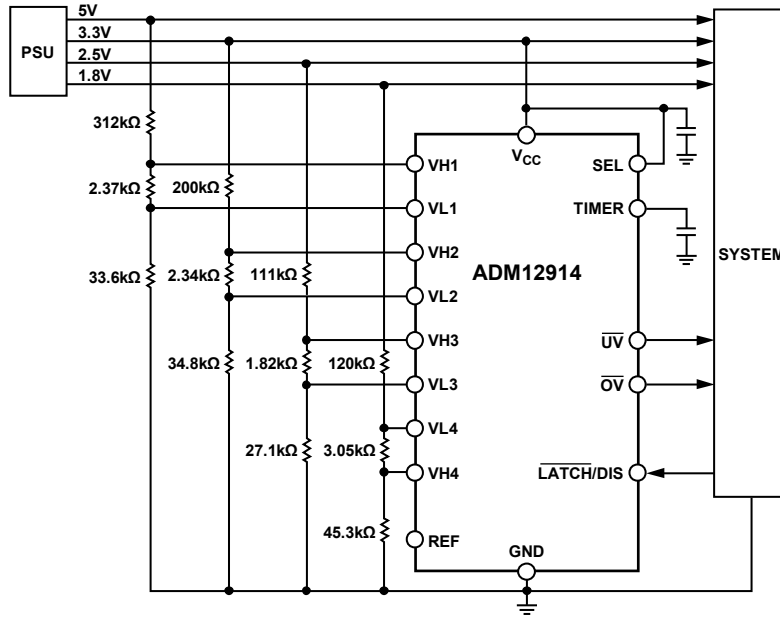 5V
3.3V
PSU
2.5V
1.8V
312kΩ
VCC
VH1
SEL
2.37kΩ
200kΩ
VL1
TIMER
VH2
ADM12914
SYSTEM
33.6kΩ
2.34kΩ
111kΩ
VL2
VH3
UV
34.8kΩ
1.82kΩ
120kΩ
VL3
OV
VL4
27.1kΩ
3.05kΩ
VH4
LATCH/DIS
45.3kΩ
REF
GND